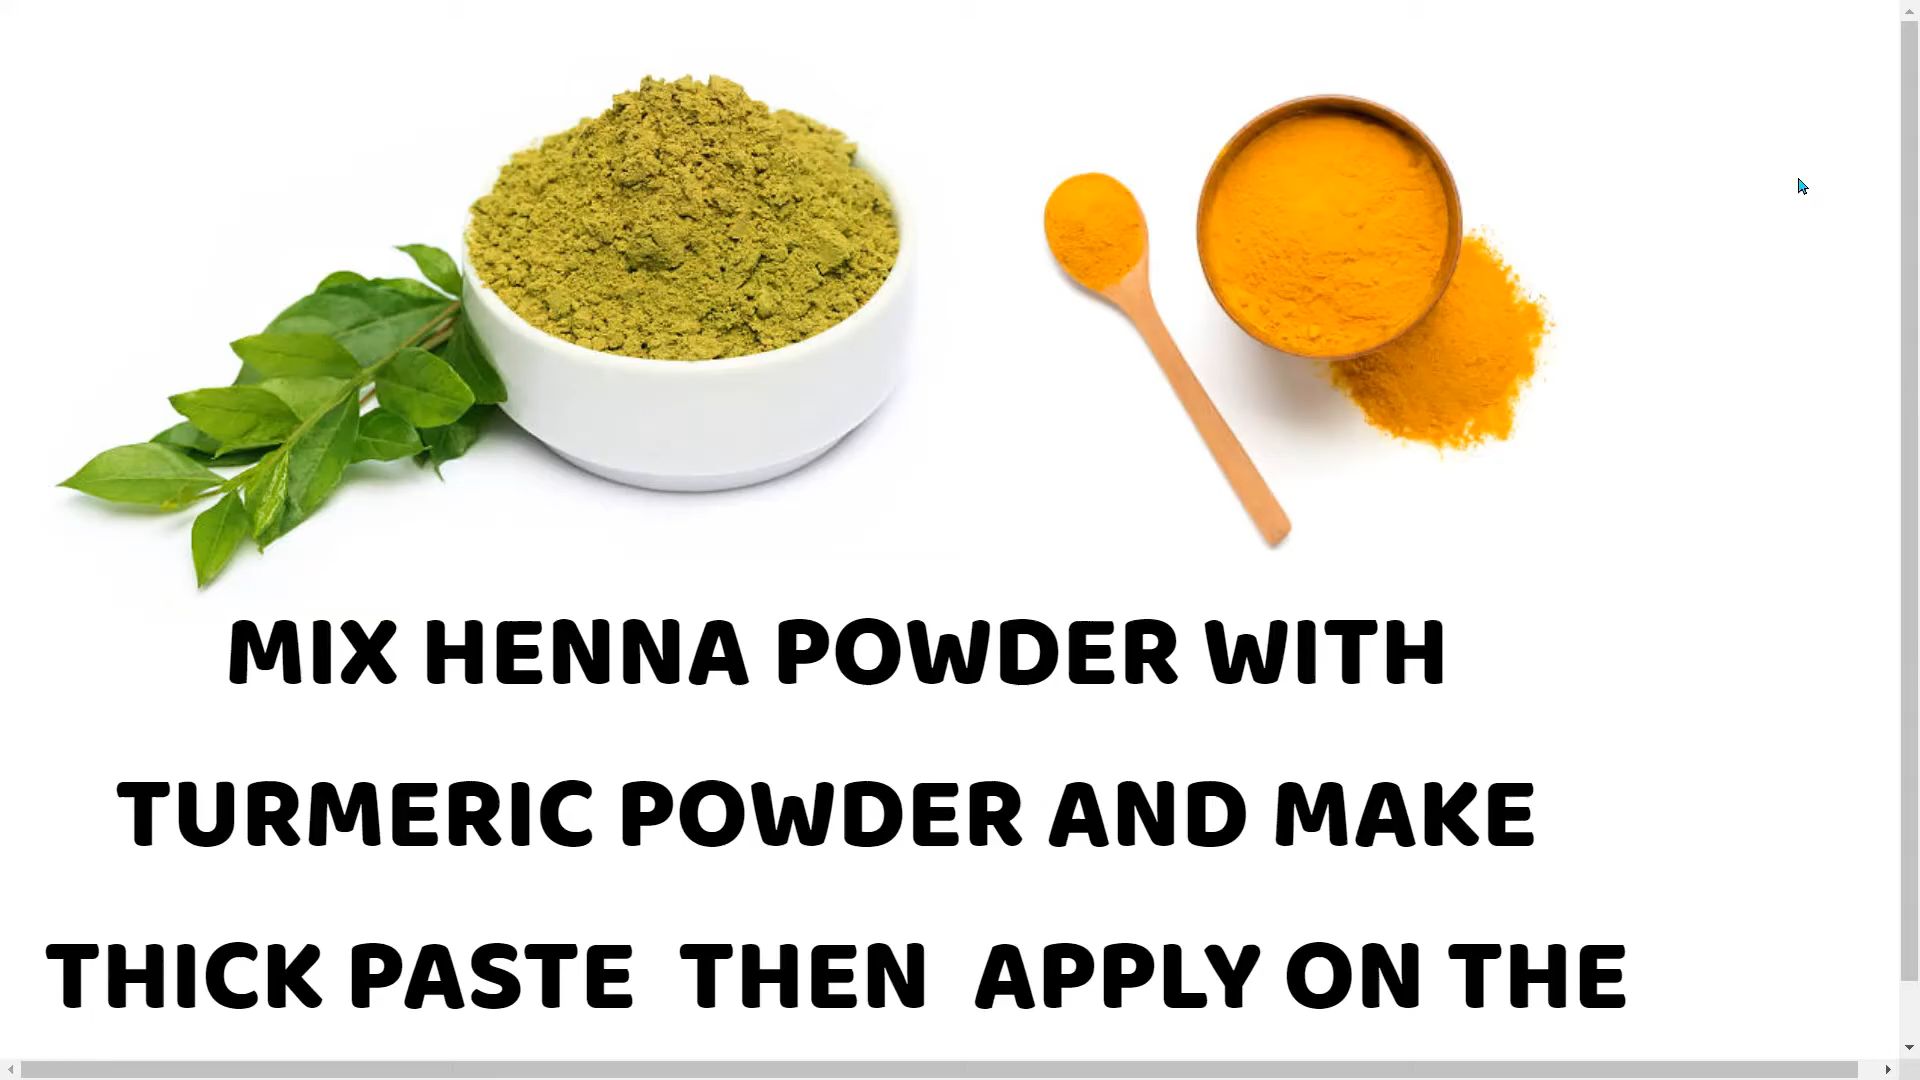 MIX HENNA POWDER WITH
TURMERIC POWDER AND MAKE
THICK PASTE THEN APPLY ON THE